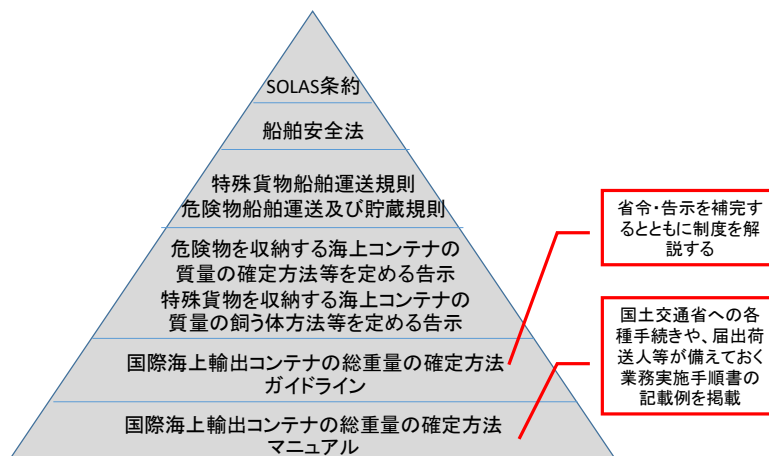 SOLAS条約
船舶安全法
特殊貨物船舶運送規則
危険物船舶運送及び貯蔵規則
危険物を収納する海上コンテナの
質量の確定方法等を定める告示
特殊貨物を収納する海上コンテナの
質量の飼う体方法等を定める告示
国際海上輸出コンテナの総重量の確定方法
ガイドライン
国際海上輸出コンテナの総重量の確定方法
マニュアル
省令・告示を補完す
るとともに制度を解
説する
国土交通省への各
種手続きや、届出荷
送人等が備えておく
業務実施手順書の
記載例を掲載